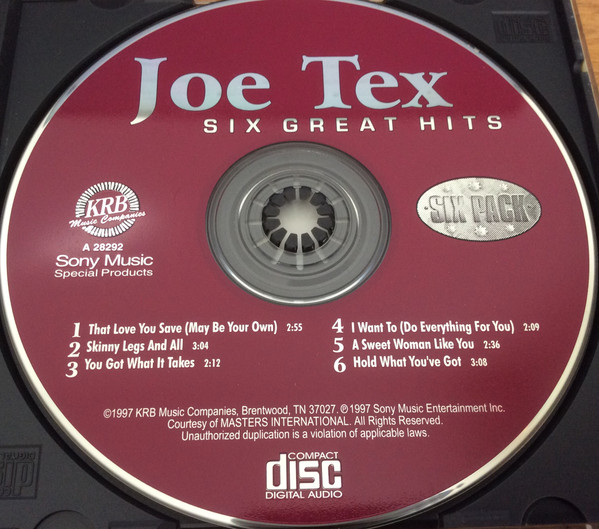 Joe Tex
SIX GREAT HITS
KRB
Music Companies
A 28292
Sony Music
Special Products
SIX PACK
1 That Love You Save (May Be Your Own) 2:55
2 Skinny Legs And All 3:04
3 You Got What It Takes 2:12
4 I Want To (Do Everything For You) 2:09
5 A Sweet Woman Like You 2:36
6 Hold What You've Got 3:08
©1997 KRB Music Companies, Brentwood, TN 37027. ℗1997 Sony Music Entertainment Inc.
Courtesy of MASTERS INTERNATIONAL. All Rights Reserved.
Unauthorized duplication is a violation of applicable laws.
COMPACT
disc
DIGITAL AUDIO